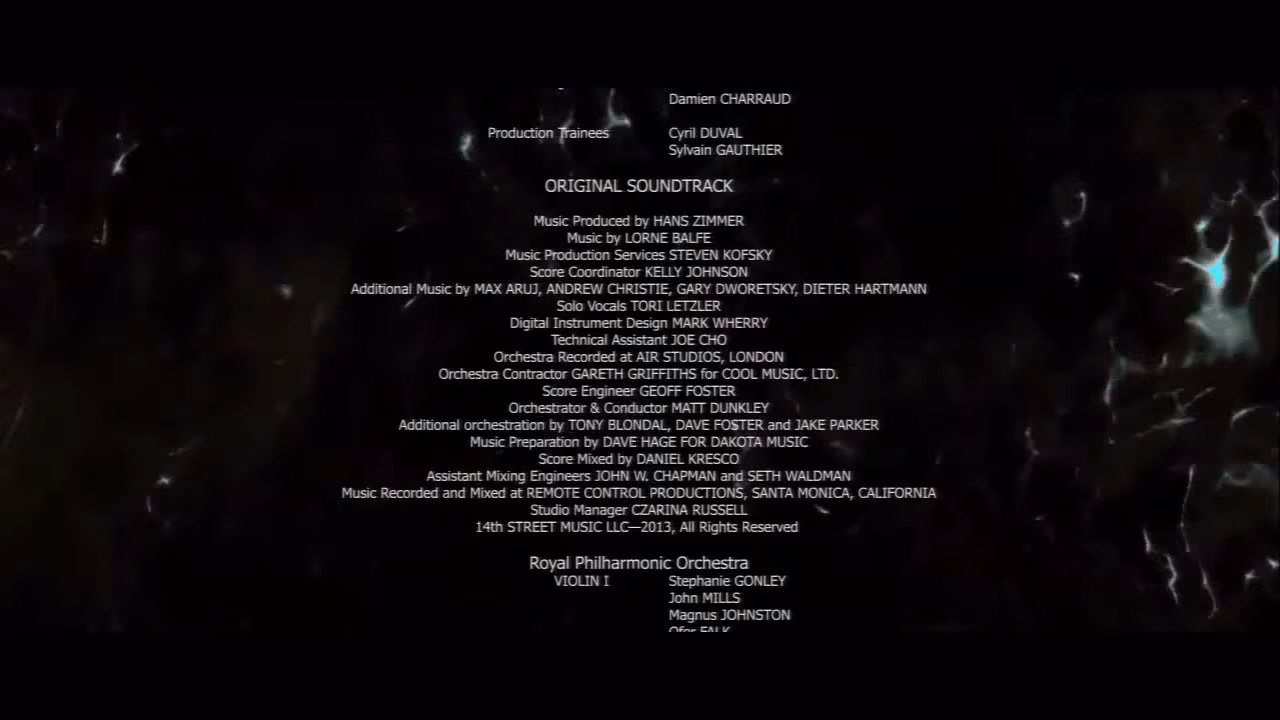 Damien CHARRAUD
Production Trainees Cyril DUVAL
Sylvain GAUTHIER
ORIGINAL SOUNDTRACK
Music Produced by HANS ZIMMER
Music by LORNE BALFE
Music Production Services STEVEN KOFSKY
Score Coordinator KELLY JOHNSON
Additional Music by MAX ARUJ, ANDREW CHRISTIE, GARY DWORETSKY, DIETER HARTMANN
Solo Vocals TORI LETZLER
Digital Instrument Design MARK WHERRY
Technical Assistant JOE CHO
Orchestra Recorded at AIR STUDIOS, LONDON
Orchestra Contractor GARETH GRIFFITHS for COOL MUSIC, LTD.
Score Engineer GEOFF FOSTER
Orchestrator & Conductor MATT DUNKLEY
Additional orchestration by TONY BLONDAL, DAVE FOSTER and JAKE PARKER
Music Preparation by DAVE HAGE FOR DAKOTA MUSIC
Score Mixed by DANIEL KRESCO
Assistant Mixing Engineers JOHN W. CHAPMAN and SETH WALDMAN
Music Recorded and Mixed at REMOTE CONTROL PRODUCTIONS, SANTA MONICA, CALIFORNIA
Studio Manager CZARINA RUSSELL
14th STREET MUSIC LLC—2013, All Rights Reserved
Royal Philharmonic Orchestra
VIOLIN I Stephanie GONLEY
John MILLS
Magnus JOHNSTON
Ofer FALK